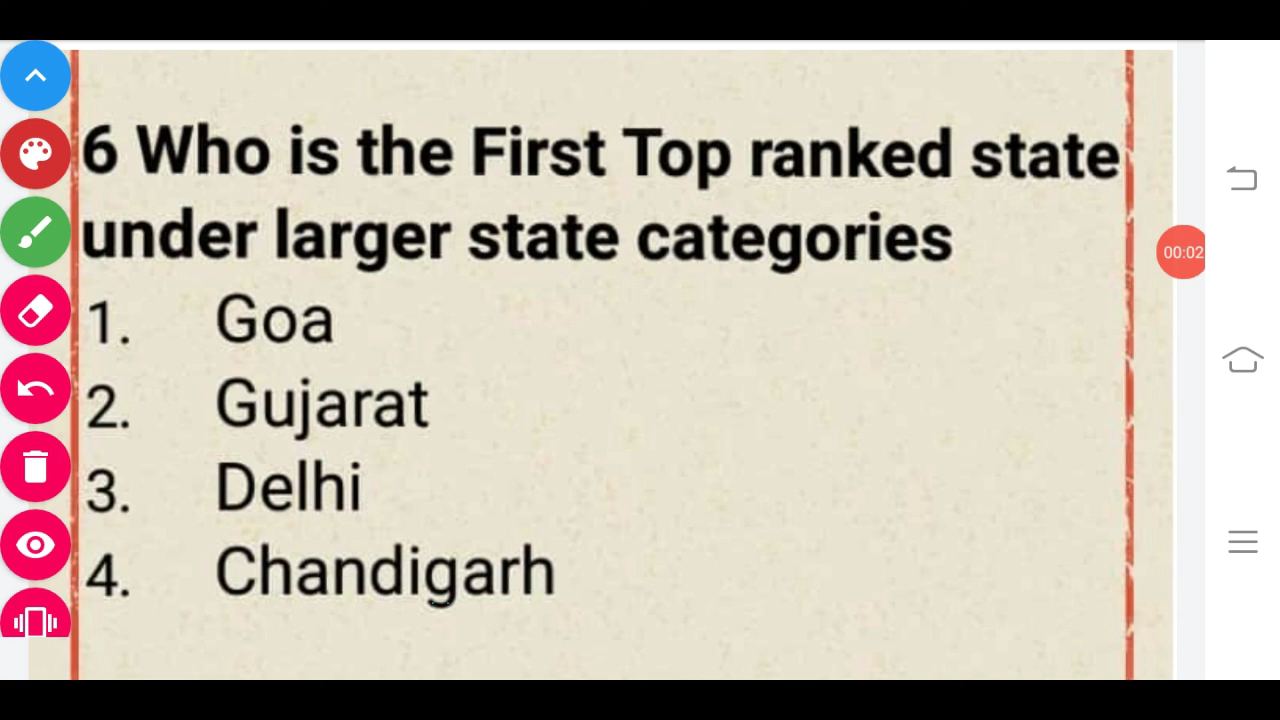 6 Who is the First Top ranked state
under larger state categories
1. Goa
2. Gujarat
3. Delhi
4. Chandigarh
00:02